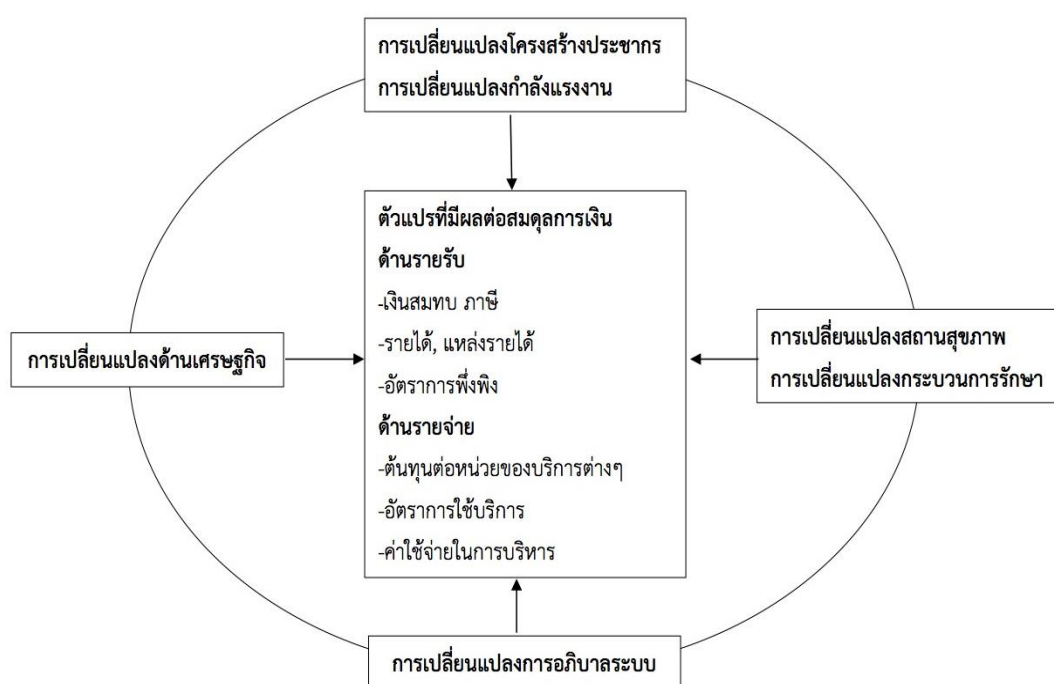 การเปลี่ยนแปลงโครงสร้างประชากร
การเปลี่ยนแปลงกำลังแรงงาน
ตัวแปรที่มีผลต่อสมดุลการเงิน
ด้านรายรับ
-เงินสมทบ ภาษี
-รายได้, แหล่งรายได้
-อัตราการพึ่งพิง
ด้านรายจ่าย
-ต้นทุนต่อหน่วยของบริการต่างๆ
-อัตราการใช้บริการ
-ค่าใช้จ่ายในการบริหาร
การเปลี่ยนแปลงด้านเศรษฐกิจ
การเปลี่ยนแปลงสถานสุขภาพ
การเปลี่ยนแปลงกระบวนการรักษา
การเปลี่ยนแปลงการอภิบาลระบบ